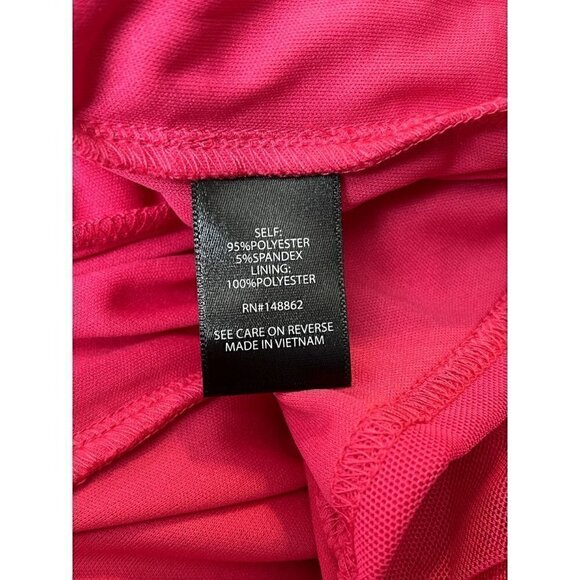 SELF:
95%POLYESTER
5%SPANDEX
LINING:
100%POLYESTER
RN#148862
SEE CARE ON REVERSE
MADE IN VIETNAM